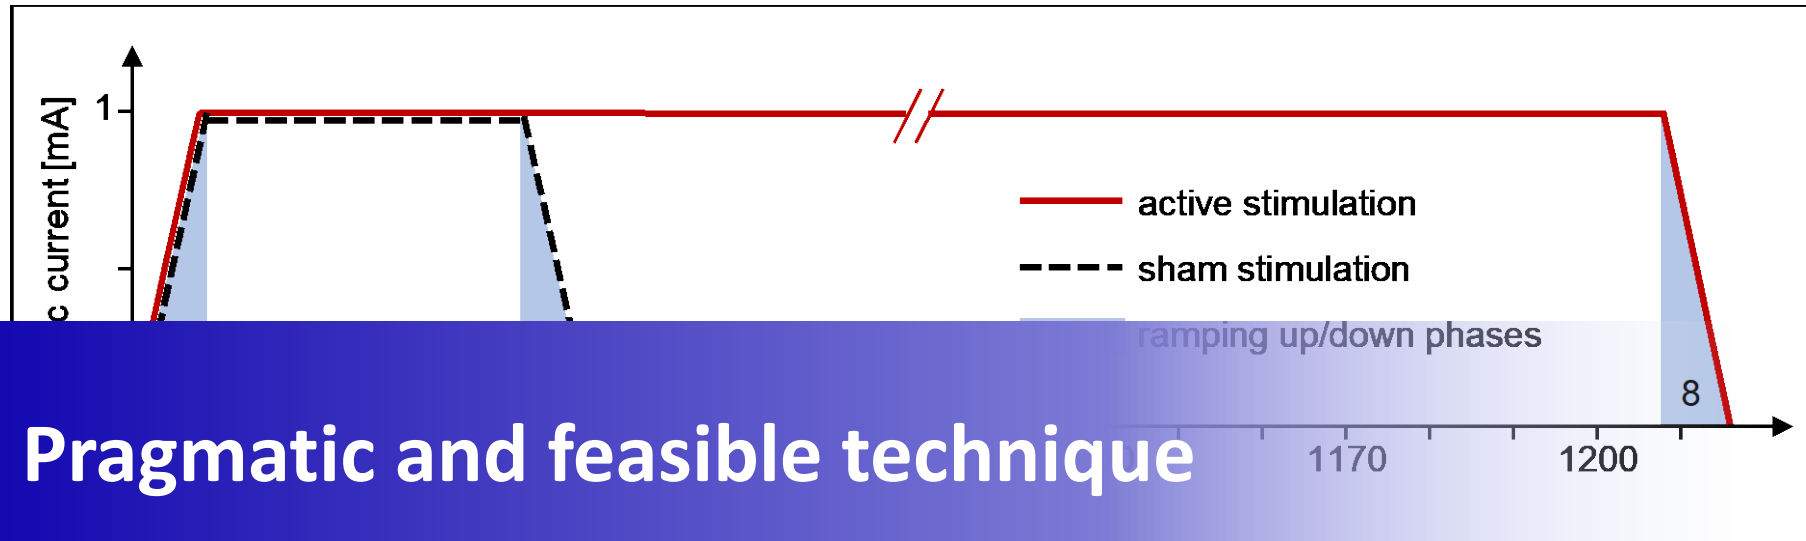 1
c current [mA]
active stimulation
sham stimulation
ramping up/down phases
8
1170
1200
Pragmatic and feasible technique